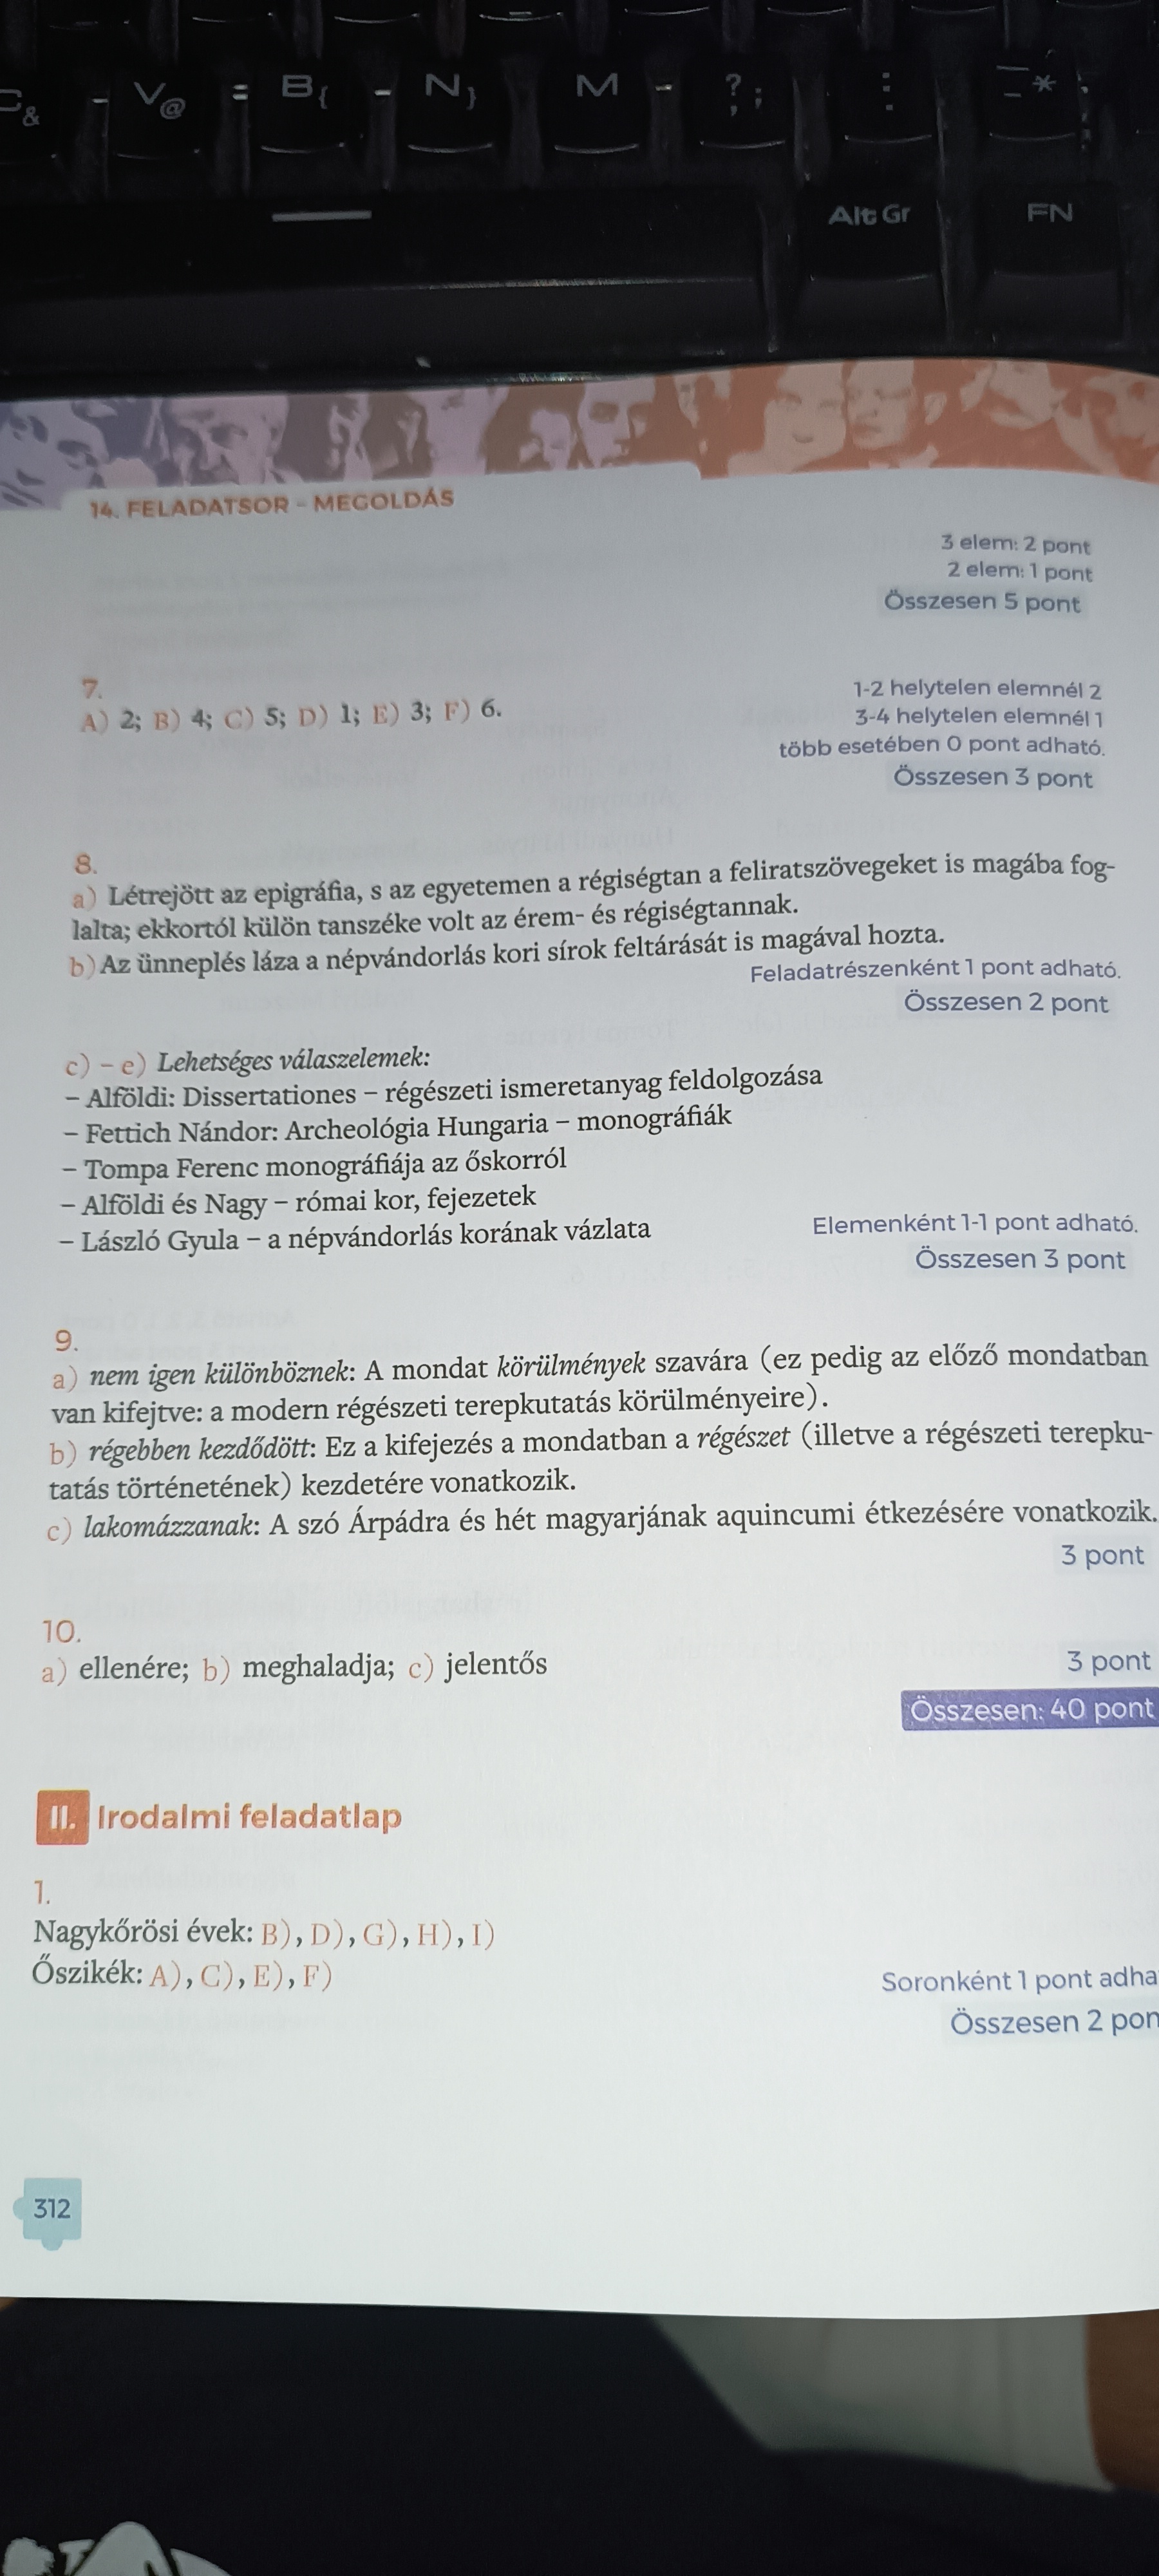 & V@ B{ N} M ? ; : _ *
Alt Gr FN
14. FELADATSOR – MEGOLDÁS
3 elem: 2 pont
2 elem: 1 pont
Összesen 5 pont
7.
A) 2; B) 4; C) 5; D) 1; E) 3; F) 6.
1-2 helytelen elemnél 2
3-4 helytelen elemnél 1
több esetében 0 pont adható.
Összesen 3 pont
8.
a) Létrejött az epigráfia, s az egyetemen a régiségtan a feliratszövegeket is magába fog-
lalta; ekkortól külön tanszéke volt az érem- és régiségtannak.
b) Az ünneplés láza a népvándorlás kori sírok feltárását is magával hozta.
Feladatrészenként 1 pont adható.
Összesen 2 pont
c) – e) Lehetséges válaszelemek:
– Alföldi: Dissertationes – régészeti ismeretanyag feldolgozása
– Fettich Nándor: Archeológia Hungaria – monográfiák
– Tompa Ferenc monográfiája az őskorról
– Alföldi és Nagy – római kor, fejezetek
– László Gyula – a népvándorlás korának vázlata
Elemenként 1-1 pont adható.
Összesen 3 pont
9.
a) nem igen különböznek: A mondat körülmények szavára (ez pedig az előző mondatban
van kifejtve: a modern régészeti terepkutatás körülményeire).
b) régebben kezdődött: Ez a kifejezés a mondatban a régészet (illetve a régészeti terepku-
tatás történetének) kezdetére vonatkozik.
c) lakomázzanak: A szó Árpádra és hét magyarjának aquincumi étkezésére vonatkozik.
3 pont
10.
a) ellenére; b) meghaladja; c) jelentős
3 pont
Összesen: 40 pont
II. Irodalmi feladatlap
1.
Nagykőrösi évek: B), D), G), H), I)
Őszikék: A), C), E), F)
Soronként 1 pont adha
Összesen 2 pon
312